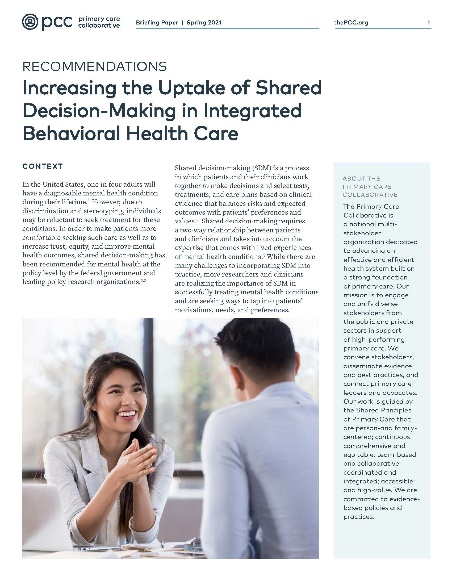 pcc primary care
collaborative
Briefing Paper | Spring 2021
thePCC.org
1
RECOMMENDATIONS
Increasing the Uptake of Shared
Decision-Making in Integrated
Behavioral Health Care
CONTEXT
In the United States, one in four adults will
have a diagnosable mental health condition
during their lifetime.¹ However, due to
discrimination and stereotyping, individuals
may be reluctant to seek treatment for these
conditions. In order to make patients more
comfortable seeking such care as well as to
increase trust, equity, and improve mental
health outcomes, shared decision-making has
been recommended for mental health at the
policy level by the federal government and
leading policy research organizations.²,³
Shared decision-making (SDM) is a process
in which patients and their clinicians work
together to make decisions and select tests,
treatments, and care plans based on clinical
evidence that balances risks and expected
outcomes with patients' preferences and
values. Shared decision-making requires
a two-way relationship between patients
and clinicians and takes into account the
expertise that comes with lived experiences
of mental health conditions. While there are
many challenges to incorporating SDM into
practice, more researchers and clinicians
are realizing the importance of SDM in
successfully treating mental health conditions
and are seeking ways to tap into patients'
motivations, needs, and preferences.
ABOUT THE
PRIMARY CARE
COLLABORATIVE
The Primary Care
Collaborative is
a national multi-
stakeholder
organization dedicated
to advancing an
effective and efficient
health system built on
a strong foundation
of primary care. Our
mission is to engage
and unify diverse
stakeholders from
the public and private
sectors in support
of high-performing
primary care. We
convene stakeholders,
disseminate evidence
and best practices, and
connect primary care
leaders and advocates.
Our work is guided by
the Shared Principles
of Primary Care that
are person-and family-
centered; continuous;
comprehensive and
equitable; team based
and collaborative;
coordinated and
integrated; accessible;
and high-value. We are
committed to evidence-
based policies and
practices.